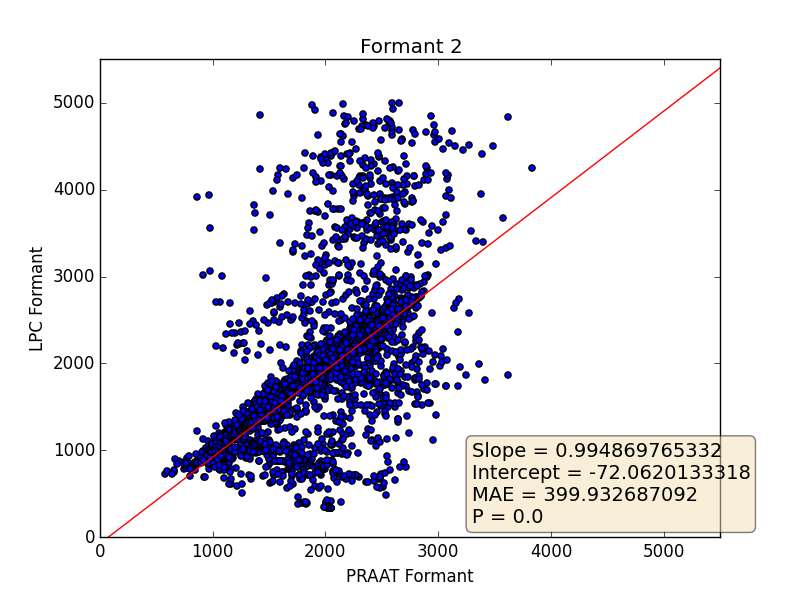 Formant 2
LPC Formant
5000
4000
3000
2000
1000
0
0 1000 2000 3000 4000 5000
PRAAT Formant
Slope = 0.994869765332
Intercept = -72.0620133318
MAE = 399.932687092
P = 0.0